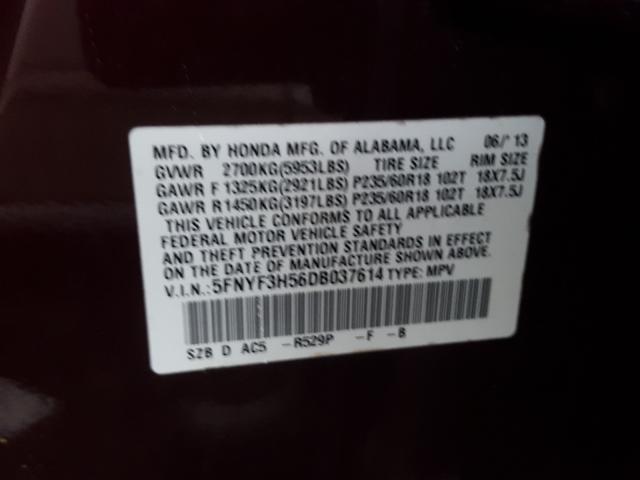 MFD. BY HONDA MFG. OF ALABAMA, LLC 06/'13
GVWR 2700KG(5953LBS) TIRE SIZE RIM SIZE
GAWR F 1325KG(2921LBS) P235/60R18 102T 18X7.5J
GAWR R1450KG(3197LBS) P235/60R18 102T 18X7.5J
THIS VEHICLE CONFORMS TO ALL APPLICABLE
FEDERAL MOTOR VEHICLE SAFETY
AND THEFT PREVENTION STANDARDS IN EFFECT
ON THE DATE OF MANUFACTURE SHOWN ABOVE.
V.I.N.:5FNYF3H56DB037614 TYPE: MPV
SZB D AC5 -R529P -F -B